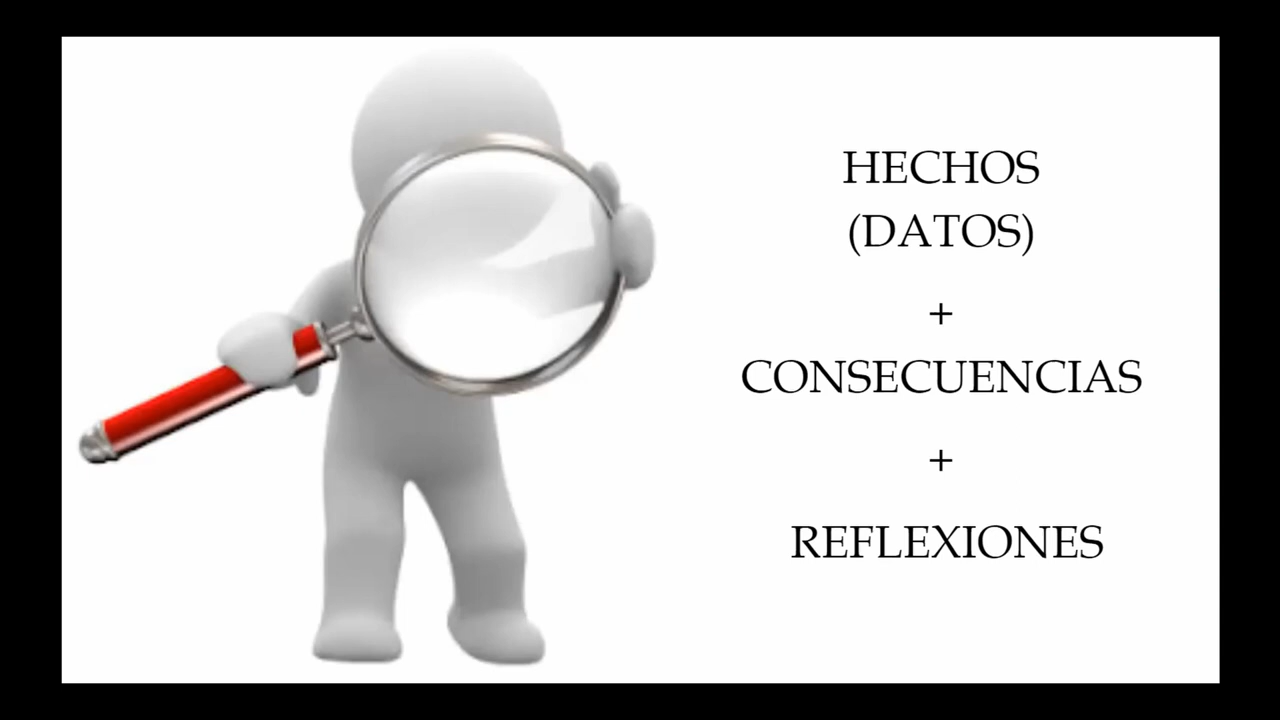 HECHOS
(DATOS)
+
CONSECUENCIAS
+
REFLEXIONES